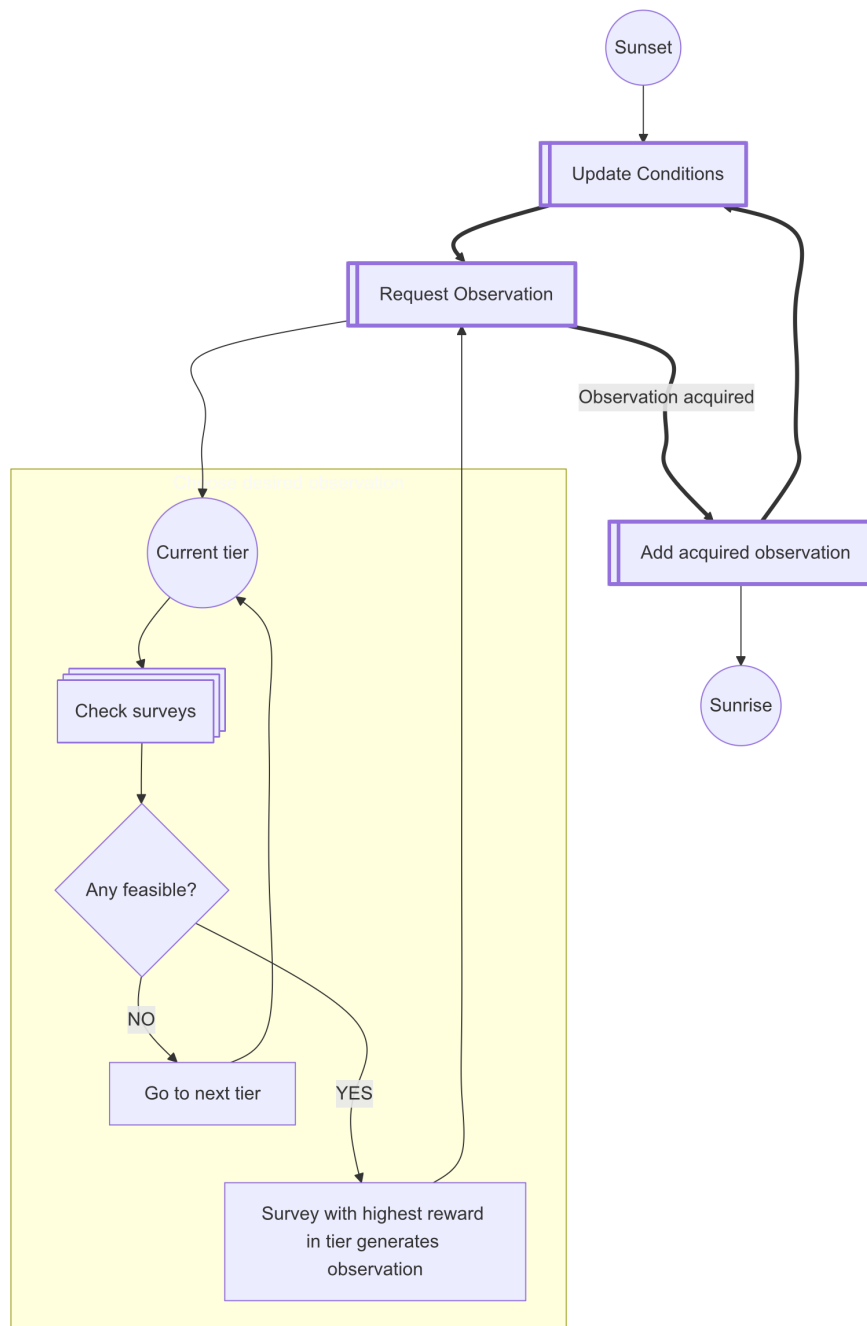 Sunset
Update Conditions
Request Observation
Observation acquired
Current tier
Add acquired observation
Check surveys
Sunrise
Any feasible?
NO
Go to next tier
YES
Survey with highest reward
in tier generates
observation